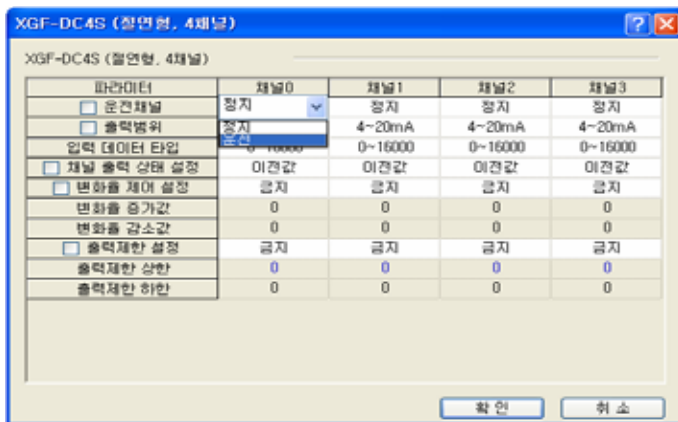 XGF-DC4S (절연형, 4채널)
XGF-DC4S (절연형, 4채널)
파라미터 채널0 채널1 채널2 채널3
운전채널 정지 정지 정지 정지
정지
운전
출력범위 4~20mA 4~20mA 4~20mA
입력 데이터 타입 0~16000 0~16000 0~16000 0~16000
채널 출력 상태 설정 이전값 이전값 이전값 이전값
변화율 제어 설정 금지 금지 금지 금지
변화율 증가값 0 0 0 0
변화율 감소값 0 0 0 0
출력제한 설정 금지 금지 금지 금지
출력제한 상한 0 0 0 0
출력제한 하한 0 0 0 0
확인 취소